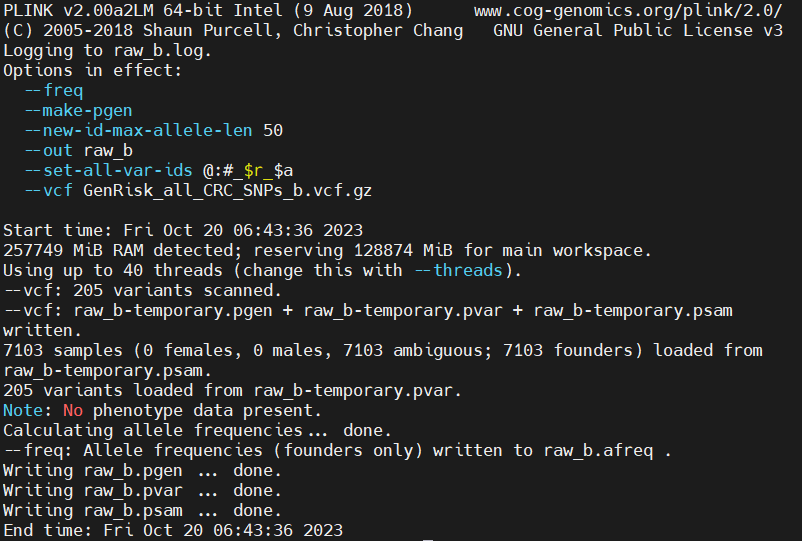 PLINK v2.00a2LM 64-bit Intel (9 Aug 2018)      www.cog-genomics.org/plink/2.0/
(C) 2005-2018 Shaun Purcell, Christopher Chang   GNU General Public License v3
Logging to raw_b.log.
Options in effect:
  --freq
  --make-pgen
  --new-id-max-allele-len 50
  --out raw_b
  --set-all-var-ids @:#_$r_$a
  --vcf GenRisk_all_CRC_SNPs_b.vcf.gz

Start time: Fri Oct 20 06:43:36 2023
257749 MiB RAM detected; reserving 128874 MiB for main workspace.
Using up to 40 threads (change this with --threads).
--vcf: 205 variants scanned.
--vcf: raw_b-temporary.pgen + raw_b-temporary.pvar + raw_b-temporary.psam
written.
7103 samples (0 females, 0 males, 7103 ambiguous; 7103 founders) loaded from
raw_b-temporary.psam.
205 variants loaded from raw_b-temporary.pvar.
Note: No phenotype data present.
Calculating allele frequencies... done.
--freq: Allele frequencies (founders only) written to raw_b.afreq .
Writing raw_b.pgen ... done.
Writing raw_b.pvar ... done.
Writing raw_b.psam ... done.
End time: Fri Oct 20 06:43:36 2023